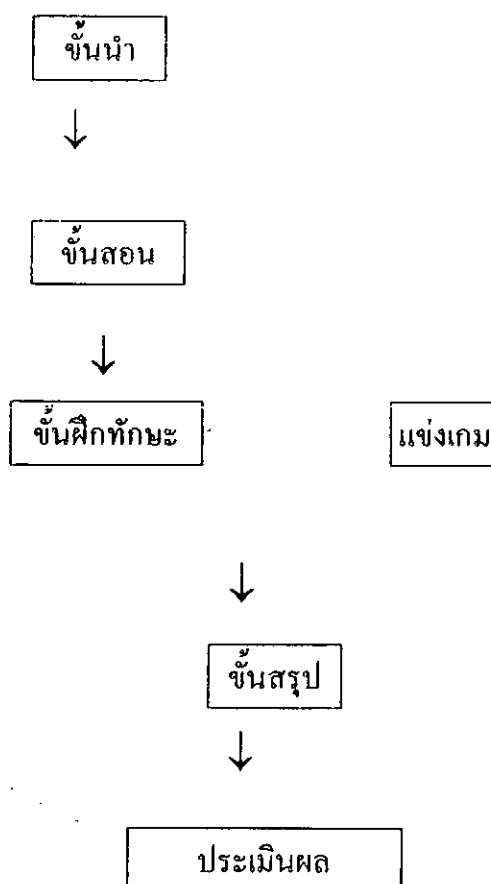 ขั้นนำ
ขั้นสอน
ขั้นฝึกทักษะ
แข่งเกม
ขั้นสรุป
ประเมินผล